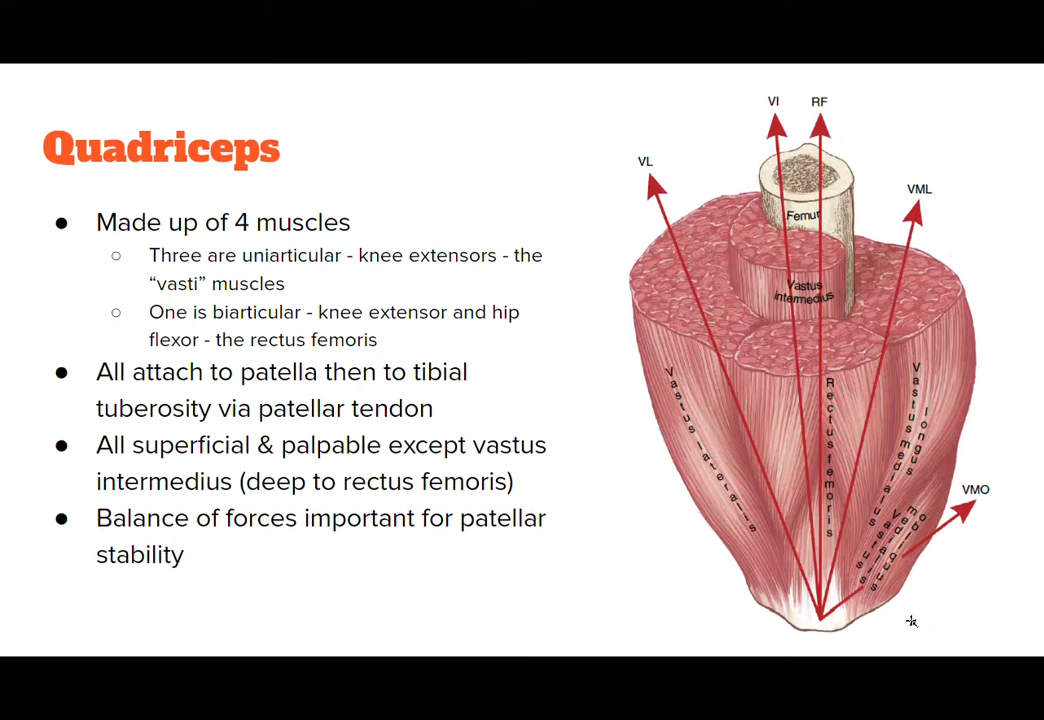 Quadriceps
● Made up of 4 muscles
○ Three are uniarticular - knee extensors - the
“vasti” muscles
○ One is biarticular - knee extensor and hip
flexor - the rectus femoris
● All attach to patella then to tibial
tuberosity via patellar tendon
● All superficial & palpable except vastus
intermedius (deep to rectus femoris)
● Balance of forces important for patellar
stability
VI
RF
VL
VML
Femur
Vastus
intermedius
Vastus lateralis
Rectus femoris
Vastus medialis
longus
Vastus medialis
obliquus
VMO